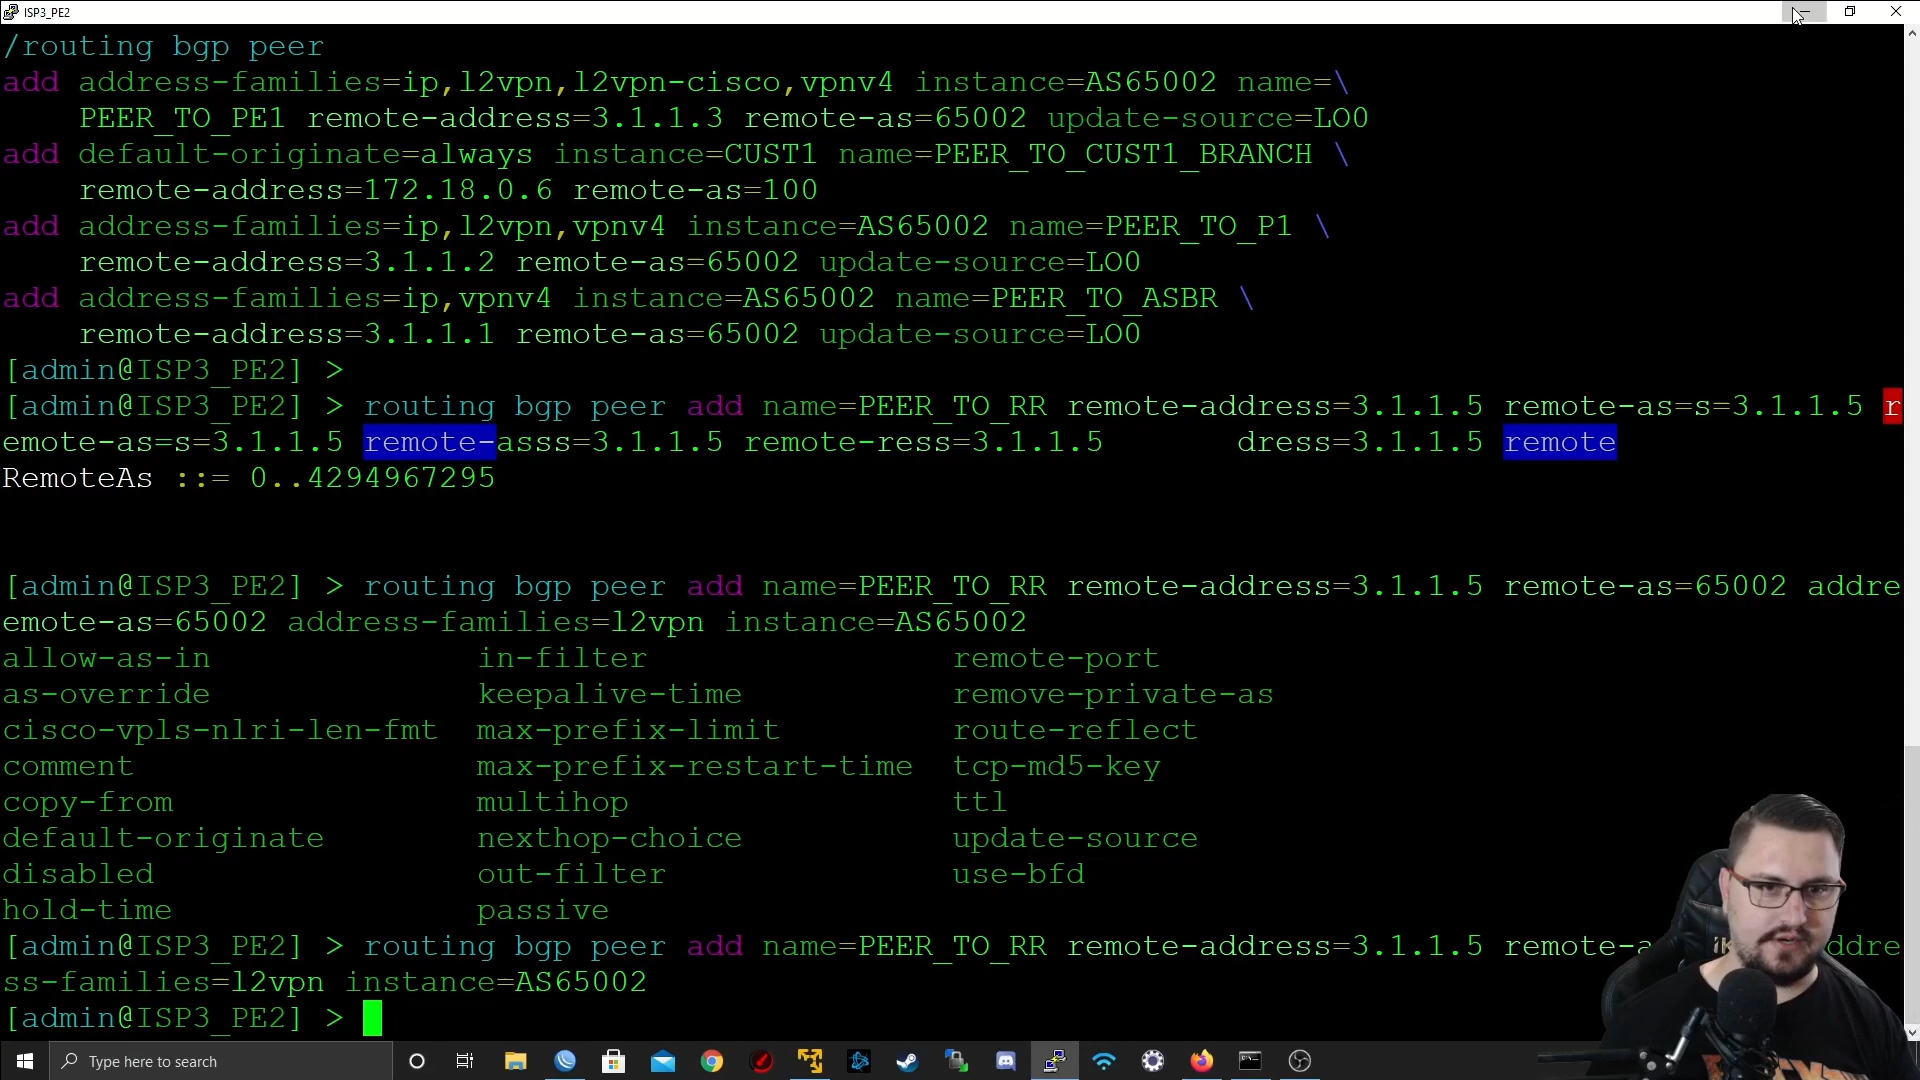 ISP3_PE2
/routing bgp peer
add address-families=ip,l2vpn,l2vpn-cisco,vpnv4 instance=AS65002 name=\
PEER_TO_PE1 remote-address=3.1.1.3 remote-as=65002 update-source=LO0
add default-originate=always instance=CUST1 name=PEER_TO_CUST1_BRANCH \
remote-address=172.18.0.6 remote-as=100
add address-families=ip,l2vpn,vpnv4 instance=AS65002 name=PEER_TO_P1 \
remote-address=3.1.1.2 remote-as=65002 update-source=LO0
add address-families=ip,vpnv4 instance=AS65002 name=PEER_TO_ASBR \
remote-address=3.1.1.1 remote-as=65002 update-source=LO0
[admin@ISP3_PE2] >
[admin@ISP3_PE2] > routing bgp peer add name=PEER_TO_RR remote-address=3.1.1.5 remote-as=s=3.1.1.5 r
emote-as=s=3.1.1.5 remote-asss=3.1.1.5 remote-ress=3.1.1.5 dress=3.1.1.5 remote
RemoteAs ::= 0..4294967295
[admin@ISP3_PE2] > routing bgp peer add name=PEER_TO_RR remote-address=3.1.1.5 remote-as=65002 addre
emote-as=65002 address-families=l2vpn instance=AS65002
allow-as-in in-filter remote-port
as-override keepalive-time remove-private-as
cisco-vpls-nlri-len-fmt max-prefix-limit route-reflect
comment max-prefix-restart-time tcp-md5-key
copy-from multihop ttl
default-originate nexthop-choice update-source
disabled out-filter use-bfd
hold-time passive
[admin@ISP3_PE2] > routing bgp peer add name=PEER_TO_RR remote-address=3.1.1.5 remote-a addre
ss-families=l2vpn instance=AS65002
[admin@ISP3_PE2] >
Type here to search